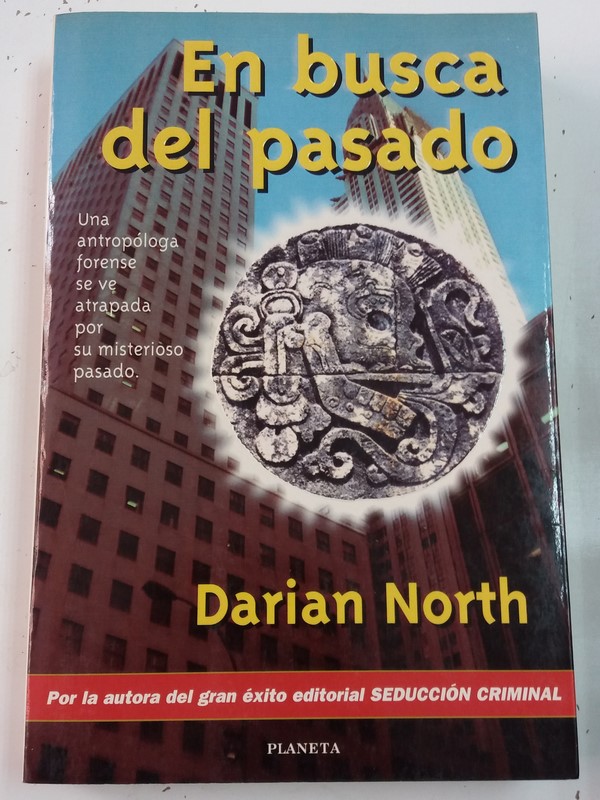 En busca
del pasado
Una
antropóloga
forense
se ve
atrapada
por
su misterioso
pasado.
Darian North
Por la autora del gran éxito editorial SEDUCCIÓN CRIMINAL
PLANETA